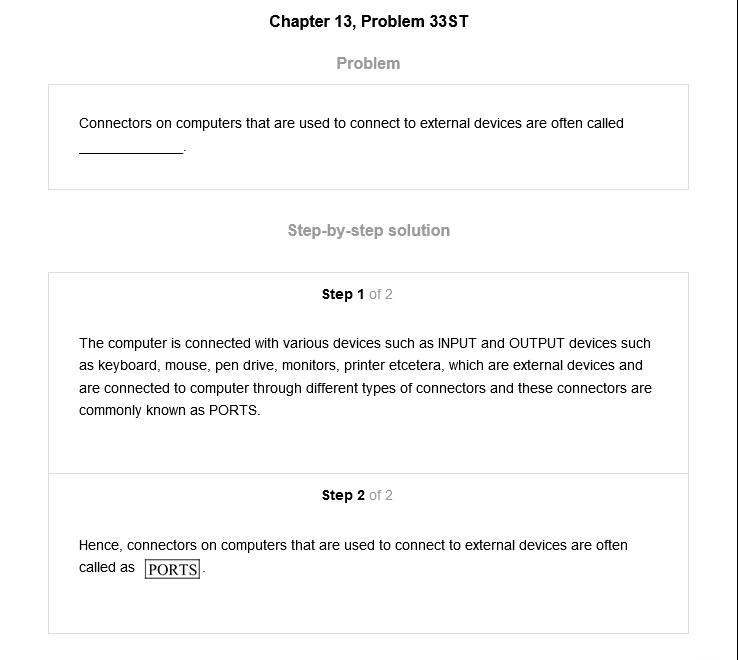 Chapter 13, Problem 33ST
Problem
Connectors on computers that are used to connect to external devices are often called
_____________.
Step-by-step solution
Step 1 of 2
The computer is connected with various devices such as INPUT and OUTPUT devices such
as keyboard, mouse, pen drive, monitors, printer etcetera, which are external devices and
are connected to computer through different types of connectors and these connectors are
commonly known as PORTS.
Step 2 of 2
Hence, connectors on computers that are used to connect to external devices are often
called as PORTS.